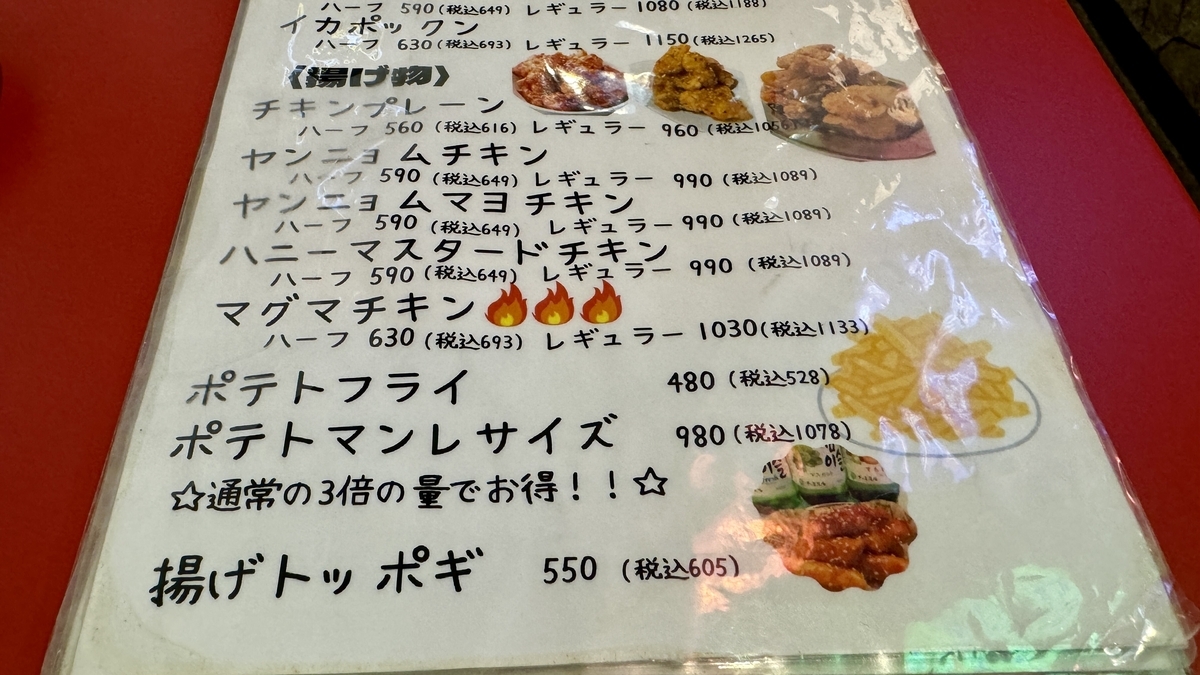 ハーフ 590(税込649) レギュラー 1080(税込1188)
イカポックン
ハーフ 630(税込693) レギュラー 1150(税込1265)
《揚げ物》
チキンプレーン
ハーフ 560(税込616) レギュラー 960(税込1056)
ヤンニョムチキン
ハーフ 590(税込649) レギュラー 990(税込1089)
ヤンニョムマヨチキン
ハーフ 590(税込649) レギュラー 990(税込1089)
ハニーマスタードチキン
ハーフ 590(税込649) レギュラー 990(税込1089)
マグマチキン🔥🔥🔥
ハーフ 630(税込693) レギュラー 1030(税込1133)
ポテトフライ 480(税込528)
ポテトマンレサイズ 980(税込1078)
☆通常の3倍の量でお得！！☆
揚げトッポギ 550(税込605)